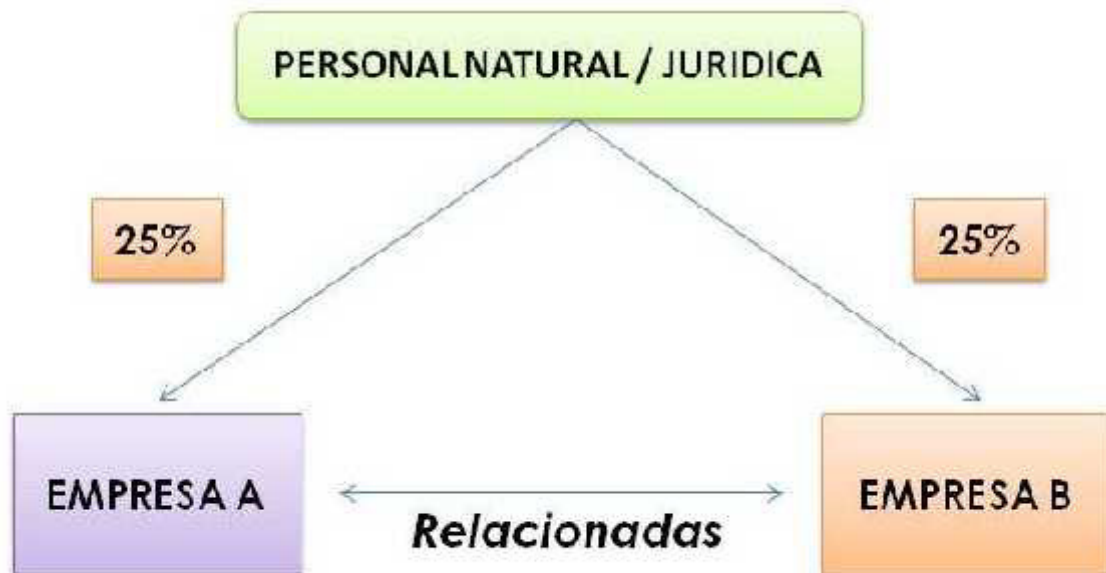 PERSONAL NATURAL / JURIDICA
25%
25%
EMPRESA A
EMPRESA B
Relacionadas